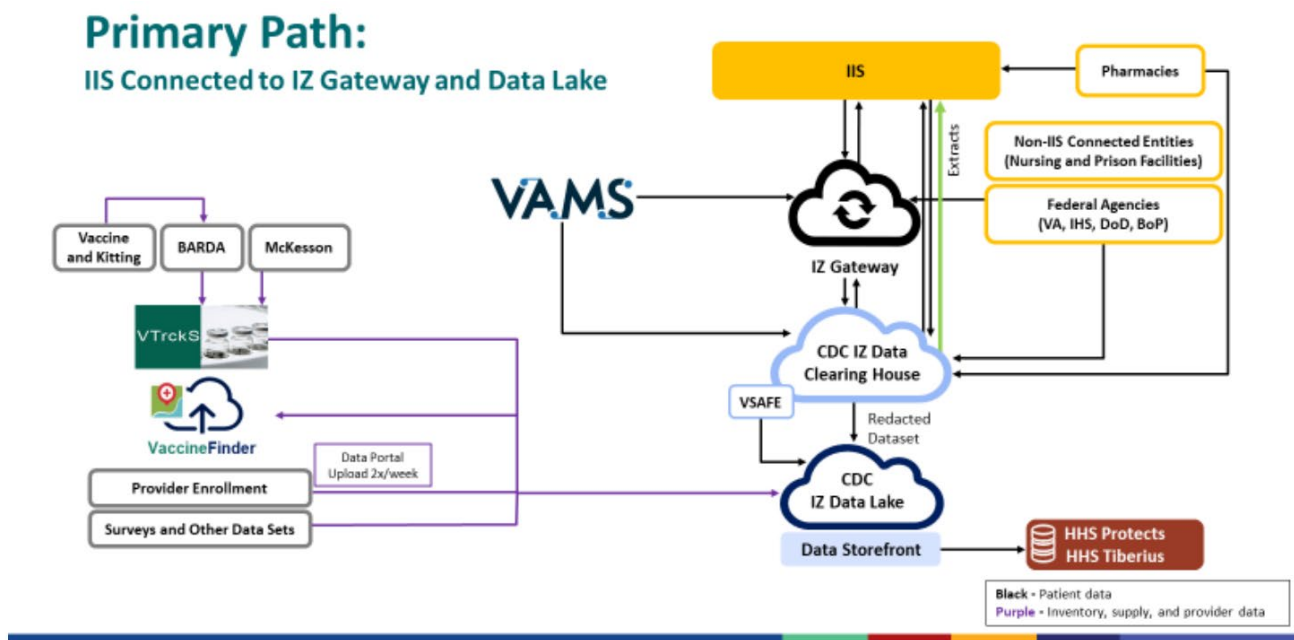 Primary Path:
IIS Connected to IZ Gateway and Data Lake
IIS
Pharmacies
Extracts
Non-IIS Connected Entities
(Nursing and Prison Facilities)
Federal Agencies
(VA, IHS, DoD, BoP)
VAMS
IZ Gateway
Vaccine
and Kitting
BARDA
McKesson
VTrckS
CDC IZ Data
Clearing House
VSAFE
Redacted
Dataset
VaccineFinder
Data Portal
Upload 2x/week
Provider Enrollment
Surveys and Other Data Sets
CDC
IZ Data Lake
Data Storefront
HHS Protects
HHS Tiberius
Black - Patient data
Purple - Inventory, supply, and provider data